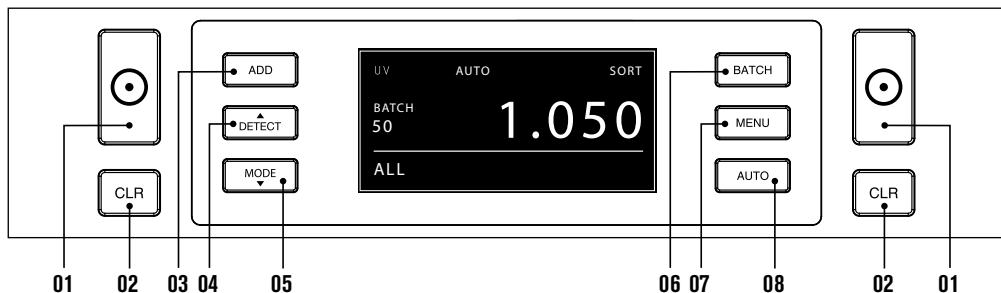 ADD
BATCH
UV AUTO SORT
BATCH
50
1.050
ALL
DETECT
MENU
MODE
AUTO
CLR
CLR
01 02 03 04 05 06 07 08 02 01